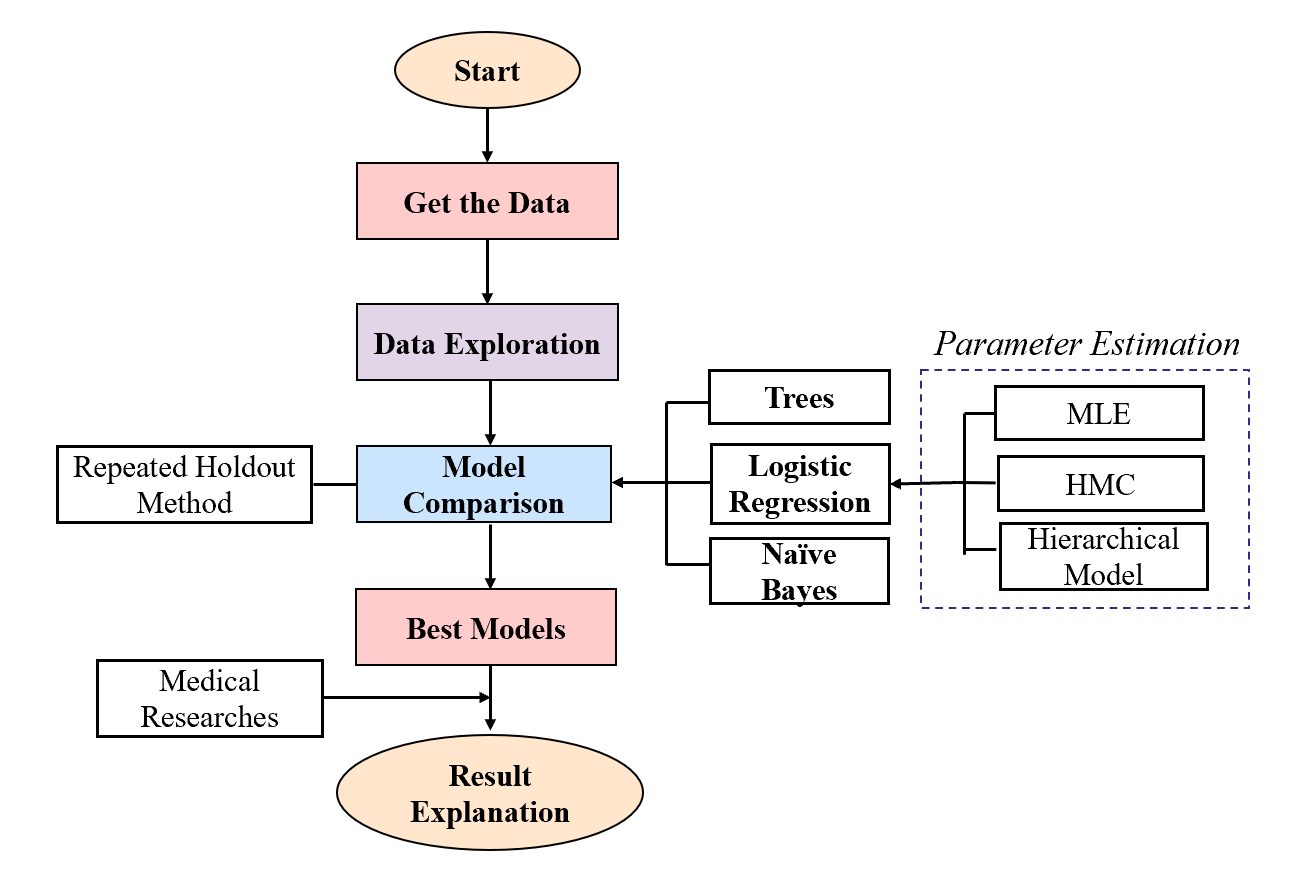 Start
Get the Data
Data Exploration
Parameter Estimation
Trees
MLE
Repeated Holdout
Method
Model
Comparison
Logistic
Regression
HMC
Naïve
Bayes
Hierarchical
Model
Best Models
Medical
Researches
Result
Explanation